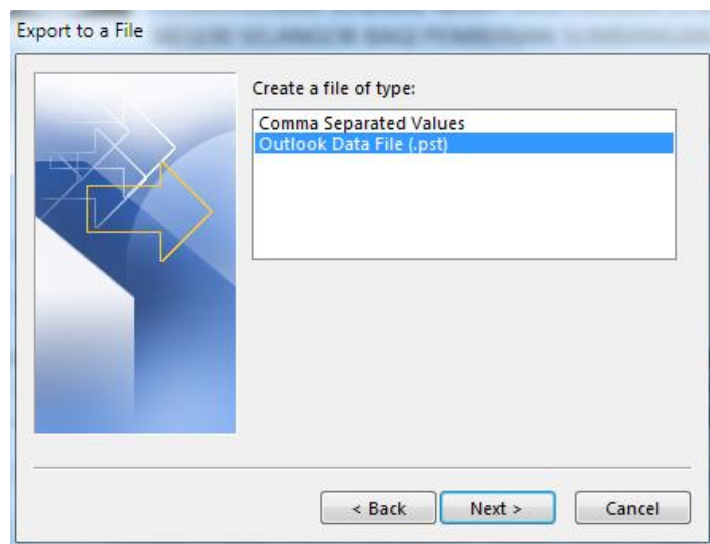 Export to a File
Create a file of type:
Comma Separated Values
Outlook Data File (.pst)
< Back
Next >
Cancel